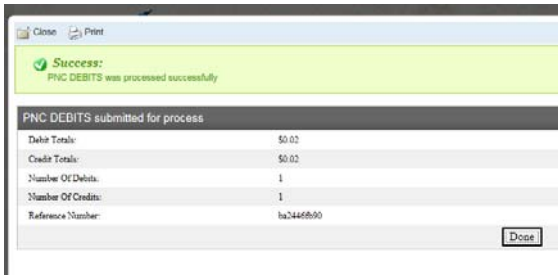 Close Print
Success:
PNC DEBITS was processed successfully
PNC DEBITS submitted for process
Debit Totals: $0.02
Credit Totals: $0.02
Number Of Debits: 1
Number Of Credits: 1
Reference Number:
Done